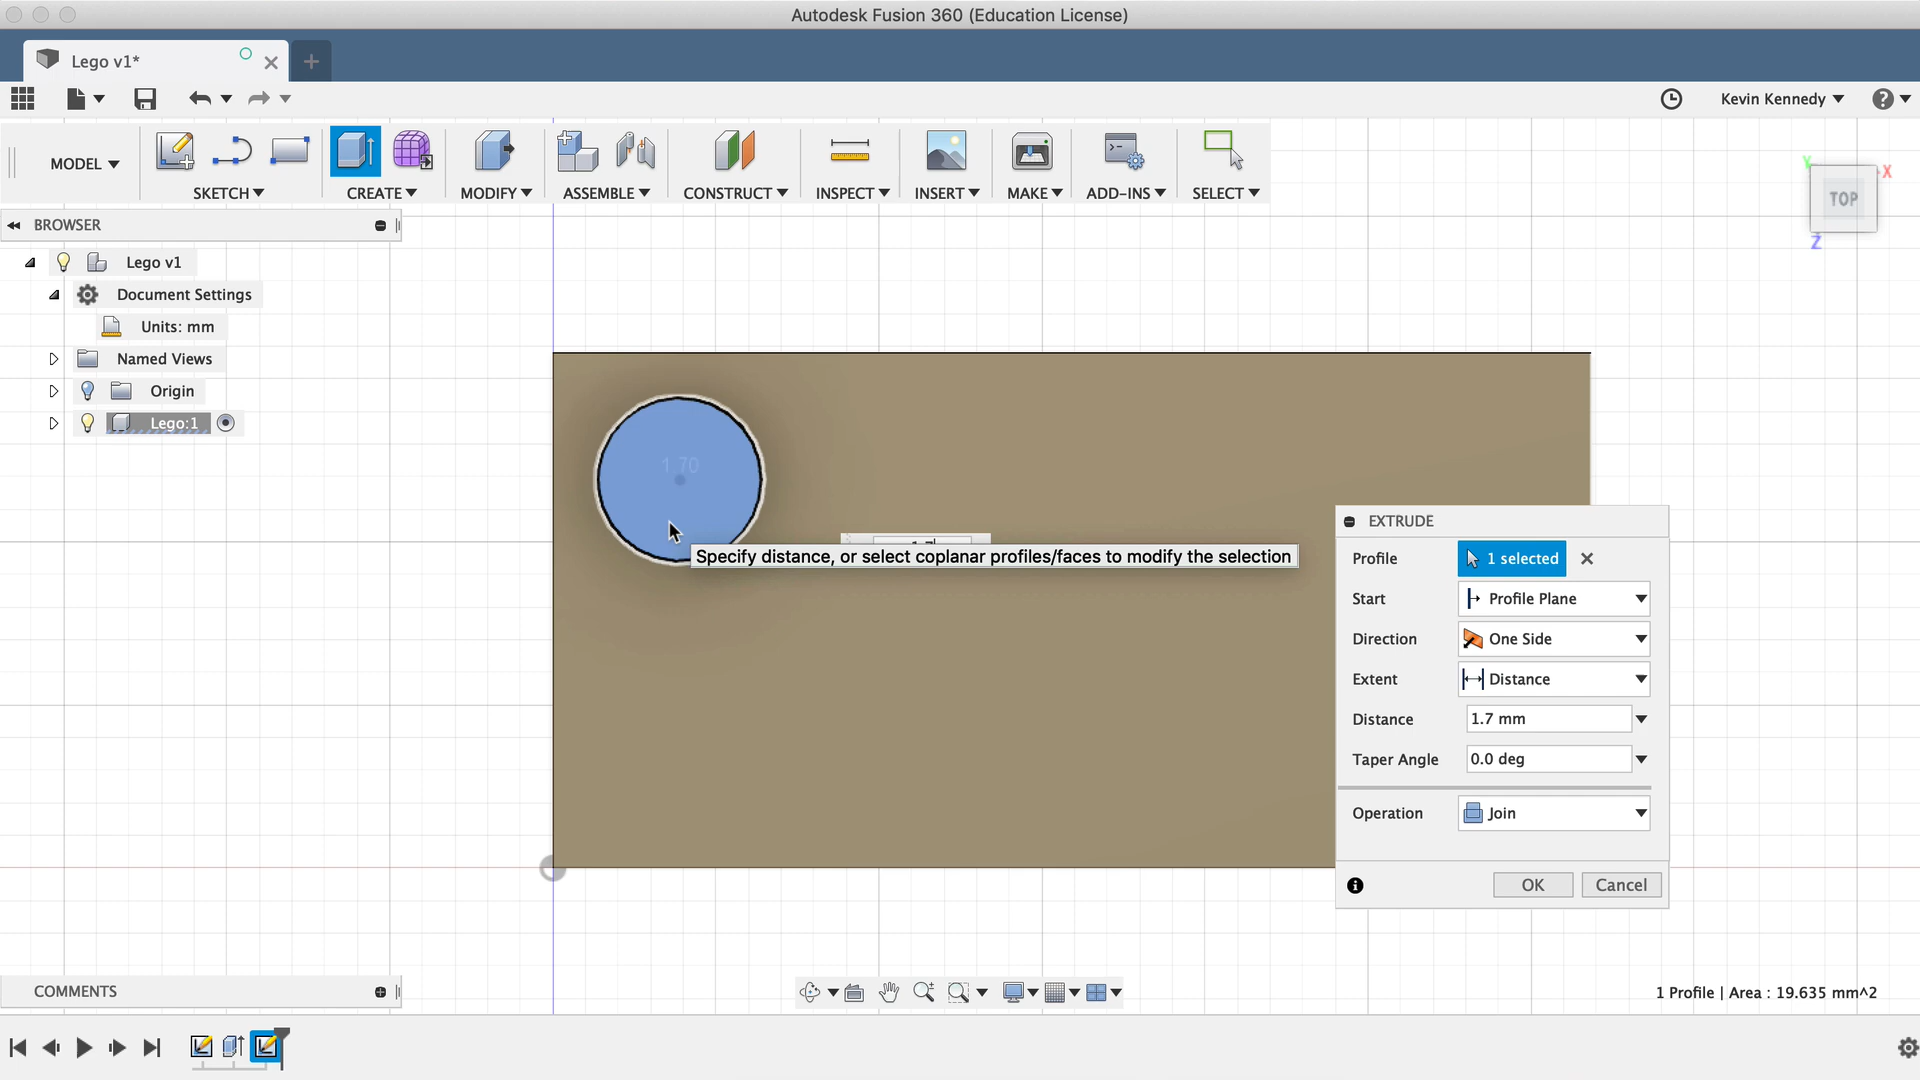 Autodesk Fusion 360 (Education License)
Lego v1*
Kevin Kennedy
MODEL
SKETCH
CREATE
MODIFY
ASSEMBLE
CONSTRUCT
INSPECT
INSERT
MAKE
ADD-INS
SELECT
BROWSER
Lego v1
Document Settings
Units: mm
Named Views
Origin
Lego:1
Y
X
TOP
Z
1.70
Specify distance, or select coplanar profiles/faces to modify the selection
EXTRUDE
Profile 1 selected
Start Profile Plane
Direction One Side
Extent Distance
Distance 1.7 mm
Taper Angle 0.0 deg
Operation Join
OK Cancel
COMMENTS
1 Profile | Area : 19.635 mm^2